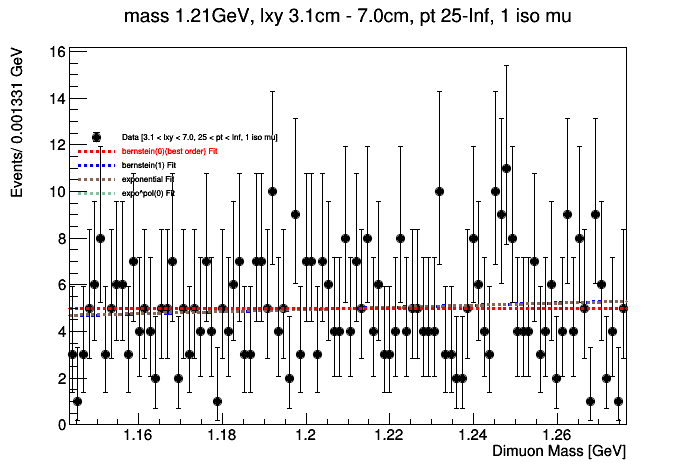 mass 1.21GeV, lxy 3.1cm - 7.0cm, pt 25-Inf, 1 iso mu
Events/ 0.001331 GeV
16
14
12
10
8
6
4
2
0
Data [3.1 < lxy < 7.0, 25 < pt < Inf, 1 iso mu]
bernstein(0){best order} Fit
bernstein(1) Fit
exponential Fit
expo*pol(0) Fit
1.16
1.18
1.2
1.22
1.24
1.26
Dimuon Mass [GeV]